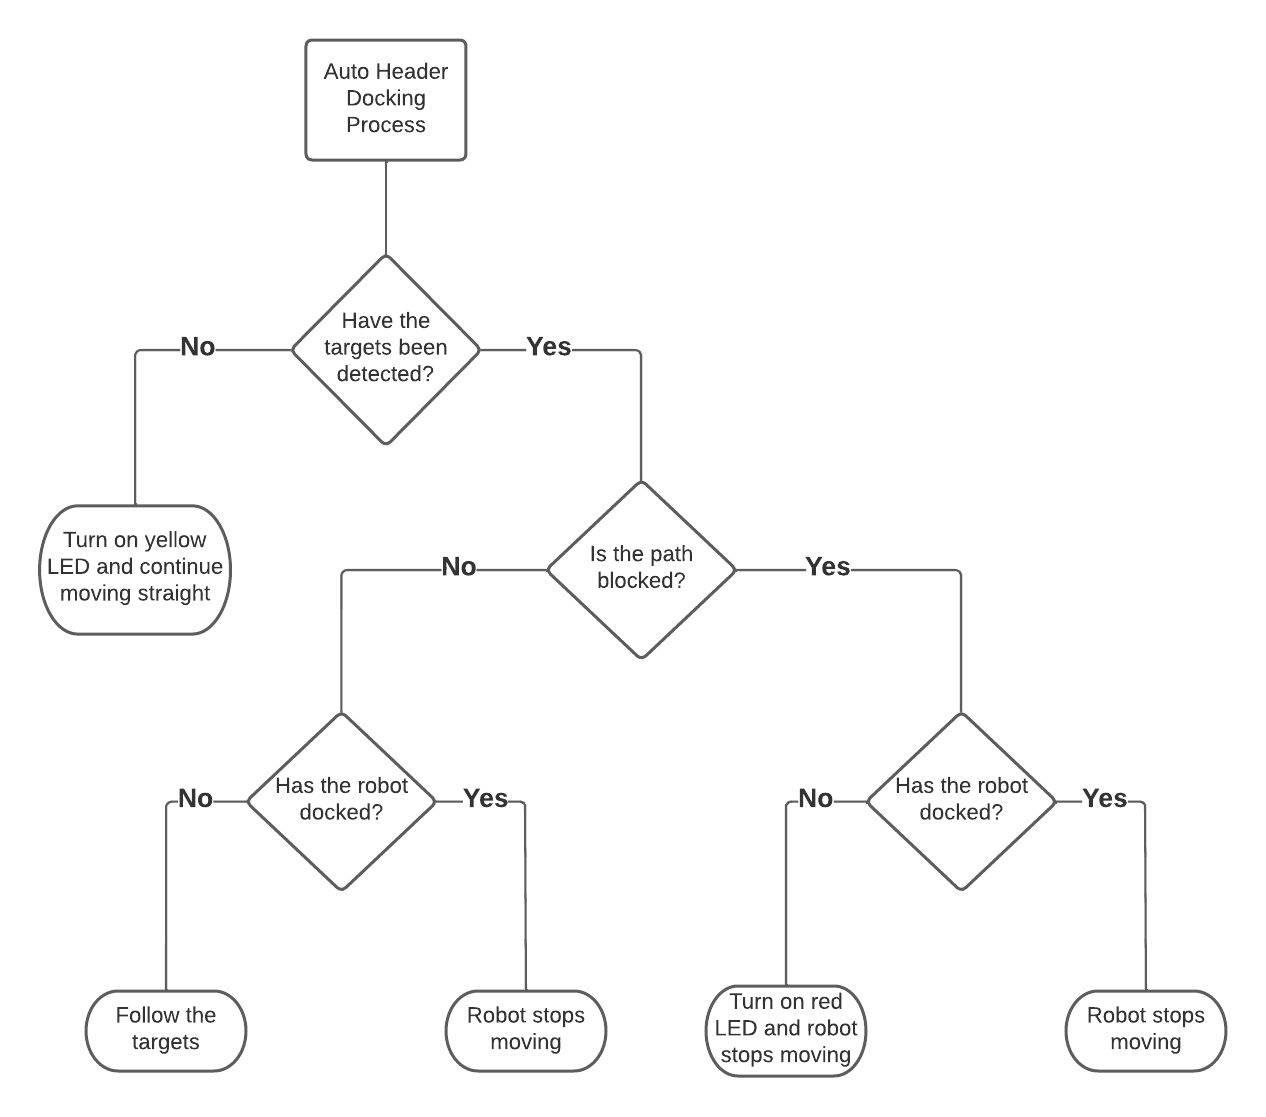 Auto Header
Docking
Process
Have the
targets been
detected?
No
Yes
Turn on yellow
LED and continue
moving straight
Is the path
blocked?
No
Yes
Has the robot
docked?
No
Yes
Has the robot
docked?
No
Yes
Follow the
targets
Robot stops
moving
Turn on red
LED and robot
stops moving
Robot stops
moving